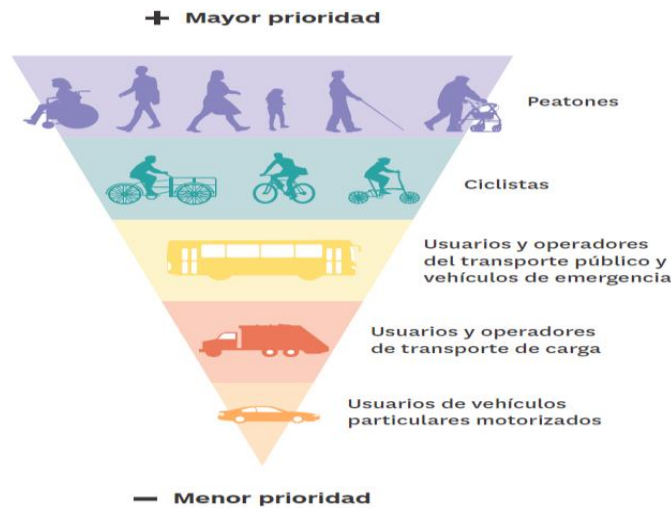 + Mayor prioridad
Peatones
Ciclistas
Usuarios y operadores
del transporte público y
vehículos de emergencia
Usuarios y operadores
de transporte de carga
Usuarios de vehículos
particulares motorizados
– Menor prioridad